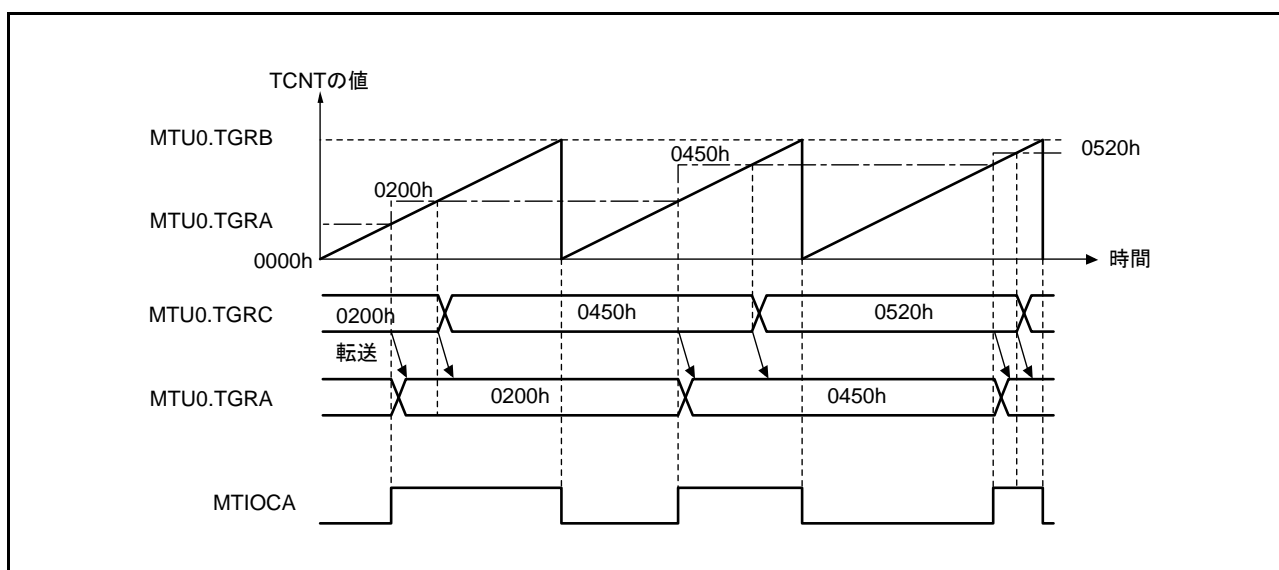 TCNTの値
MTU0.TGRB
0520h
0450h
0200h
MTU0.TGRA
0000h
時間
MTU0.TGRC
0200h
0450h
0520h
転送
MTU0.TGRA
0200h
0450h
MTIOCA